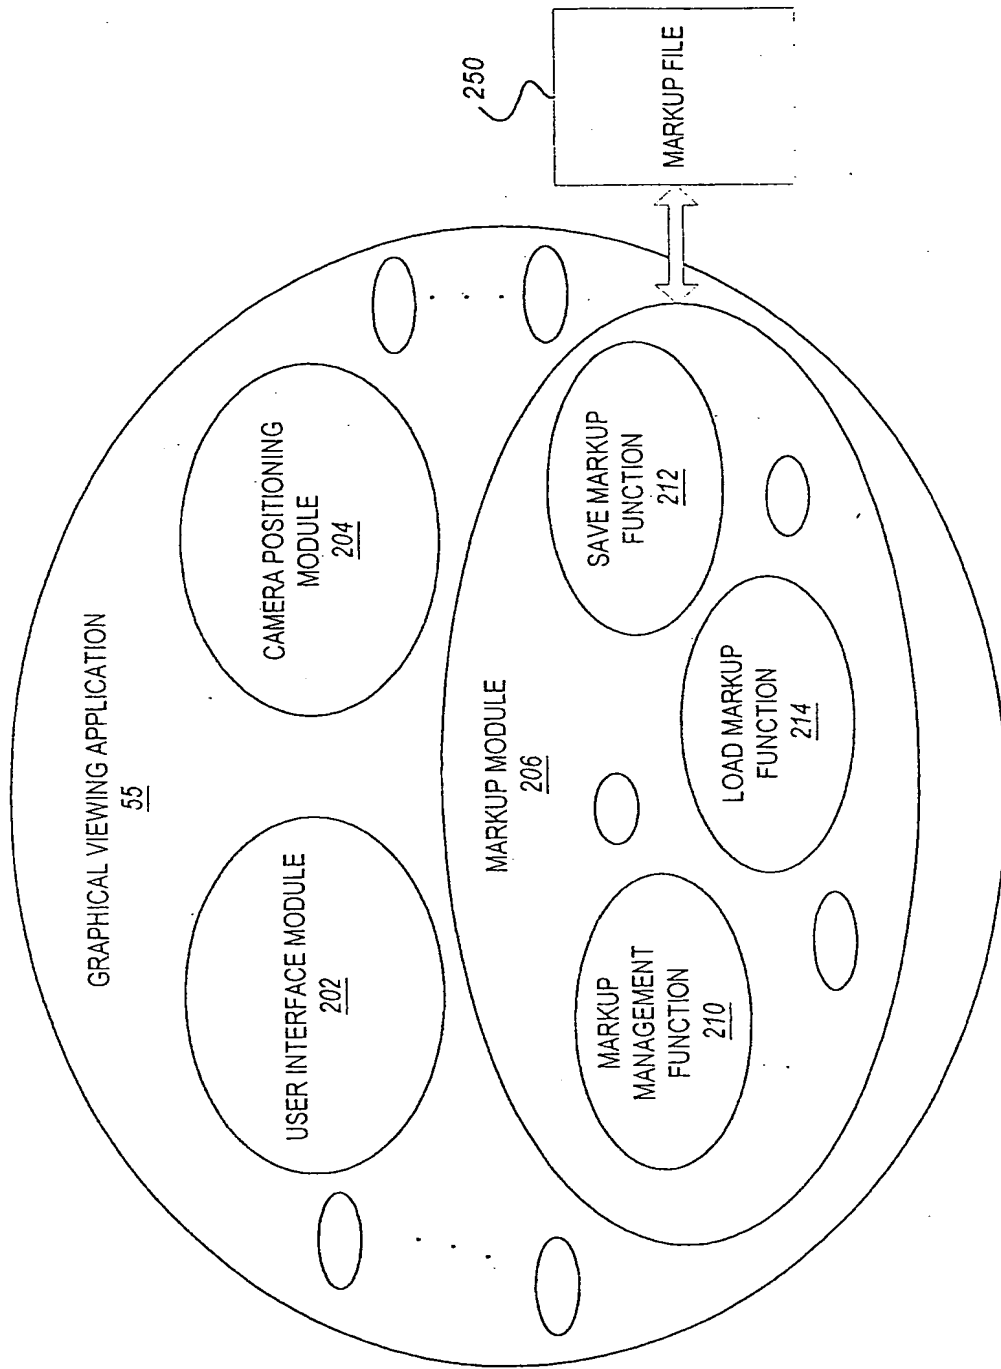 GRAPHICAL VIEWING APPLICATION
55
USER INTERFACE MODULE
202
CAMERA POSITIONING
MODULE
204
MARKUP MODULE
206
MARKUP
MANAGEMENT
FUNCTION
210
LOAD MARKUP
FUNCTION
214
SAVE MARKUP
FUNCTION
212
250
MARKUP FILE